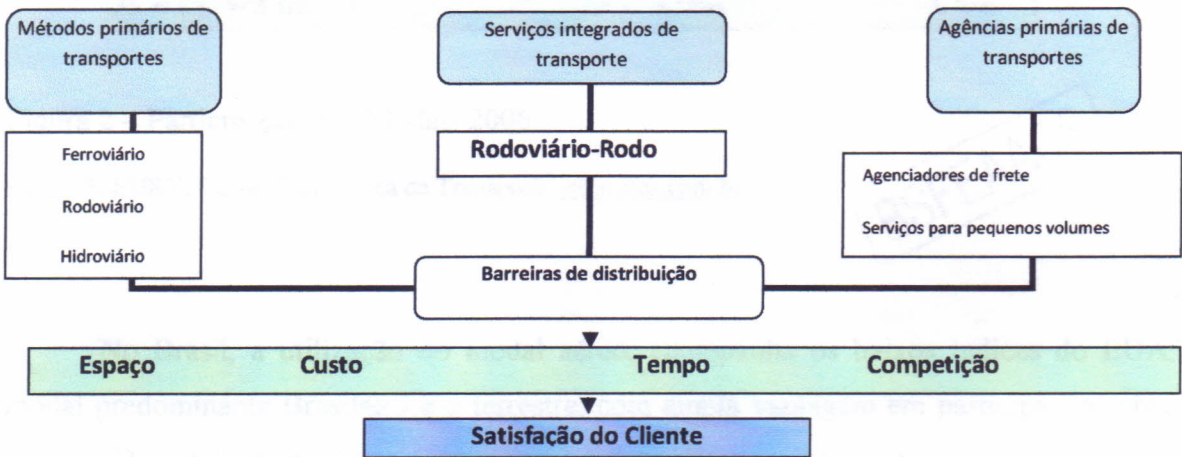 Métodos primários de
transportes
Serviços integrados de
transporte
Agências primárias de
transportes
Ferroviário
Rodoviário
Hidroviário
Rodoviário-Rodo
Agenciadores de frete
Serviços para pequenos volumes
Barreiras de distribuição
Espaço Custo Tempo Competição
Satisfação do Cliente